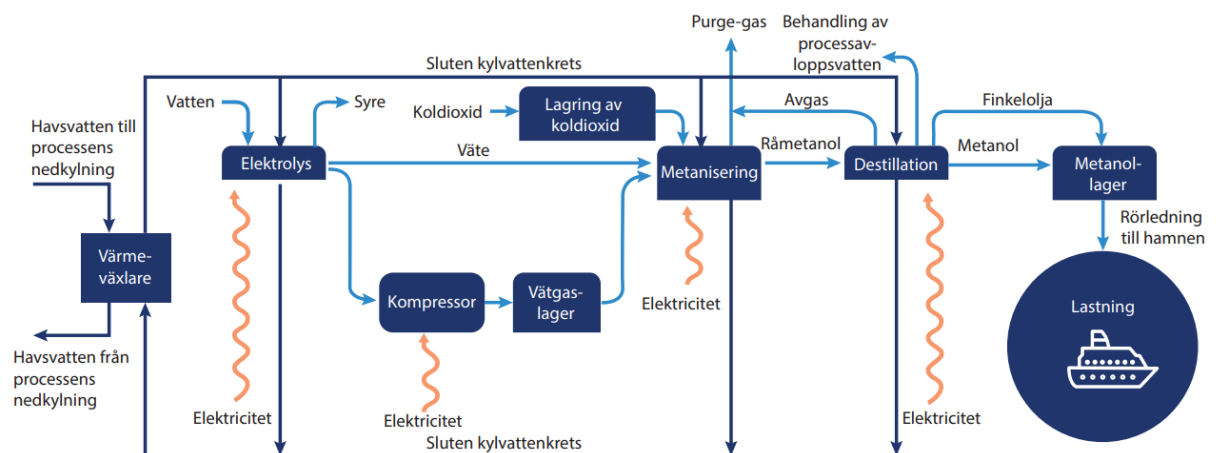 Purge-gas
Behandling av
processav-
loppsvatten
Sluten kylvattenkrets
Vatten
Syre
Koldioxid
Lagring av
koldioxid
Avgas
Finkelolja
Havsvatten till
processens
nedkylning
Elektrolys
Väte
Metanisering
Råmetanol
Destillation
Metanol
Metanol-
lager
Rörledning
till hamnen
Värme-
växlare
Kompressor
Vätgas-
lager
Elektricitet
Lastning
Havsvatten från
processens
nedkylning
Elektricitet
Elektricitet
Elektricitet
Sluten kylvattenkrets